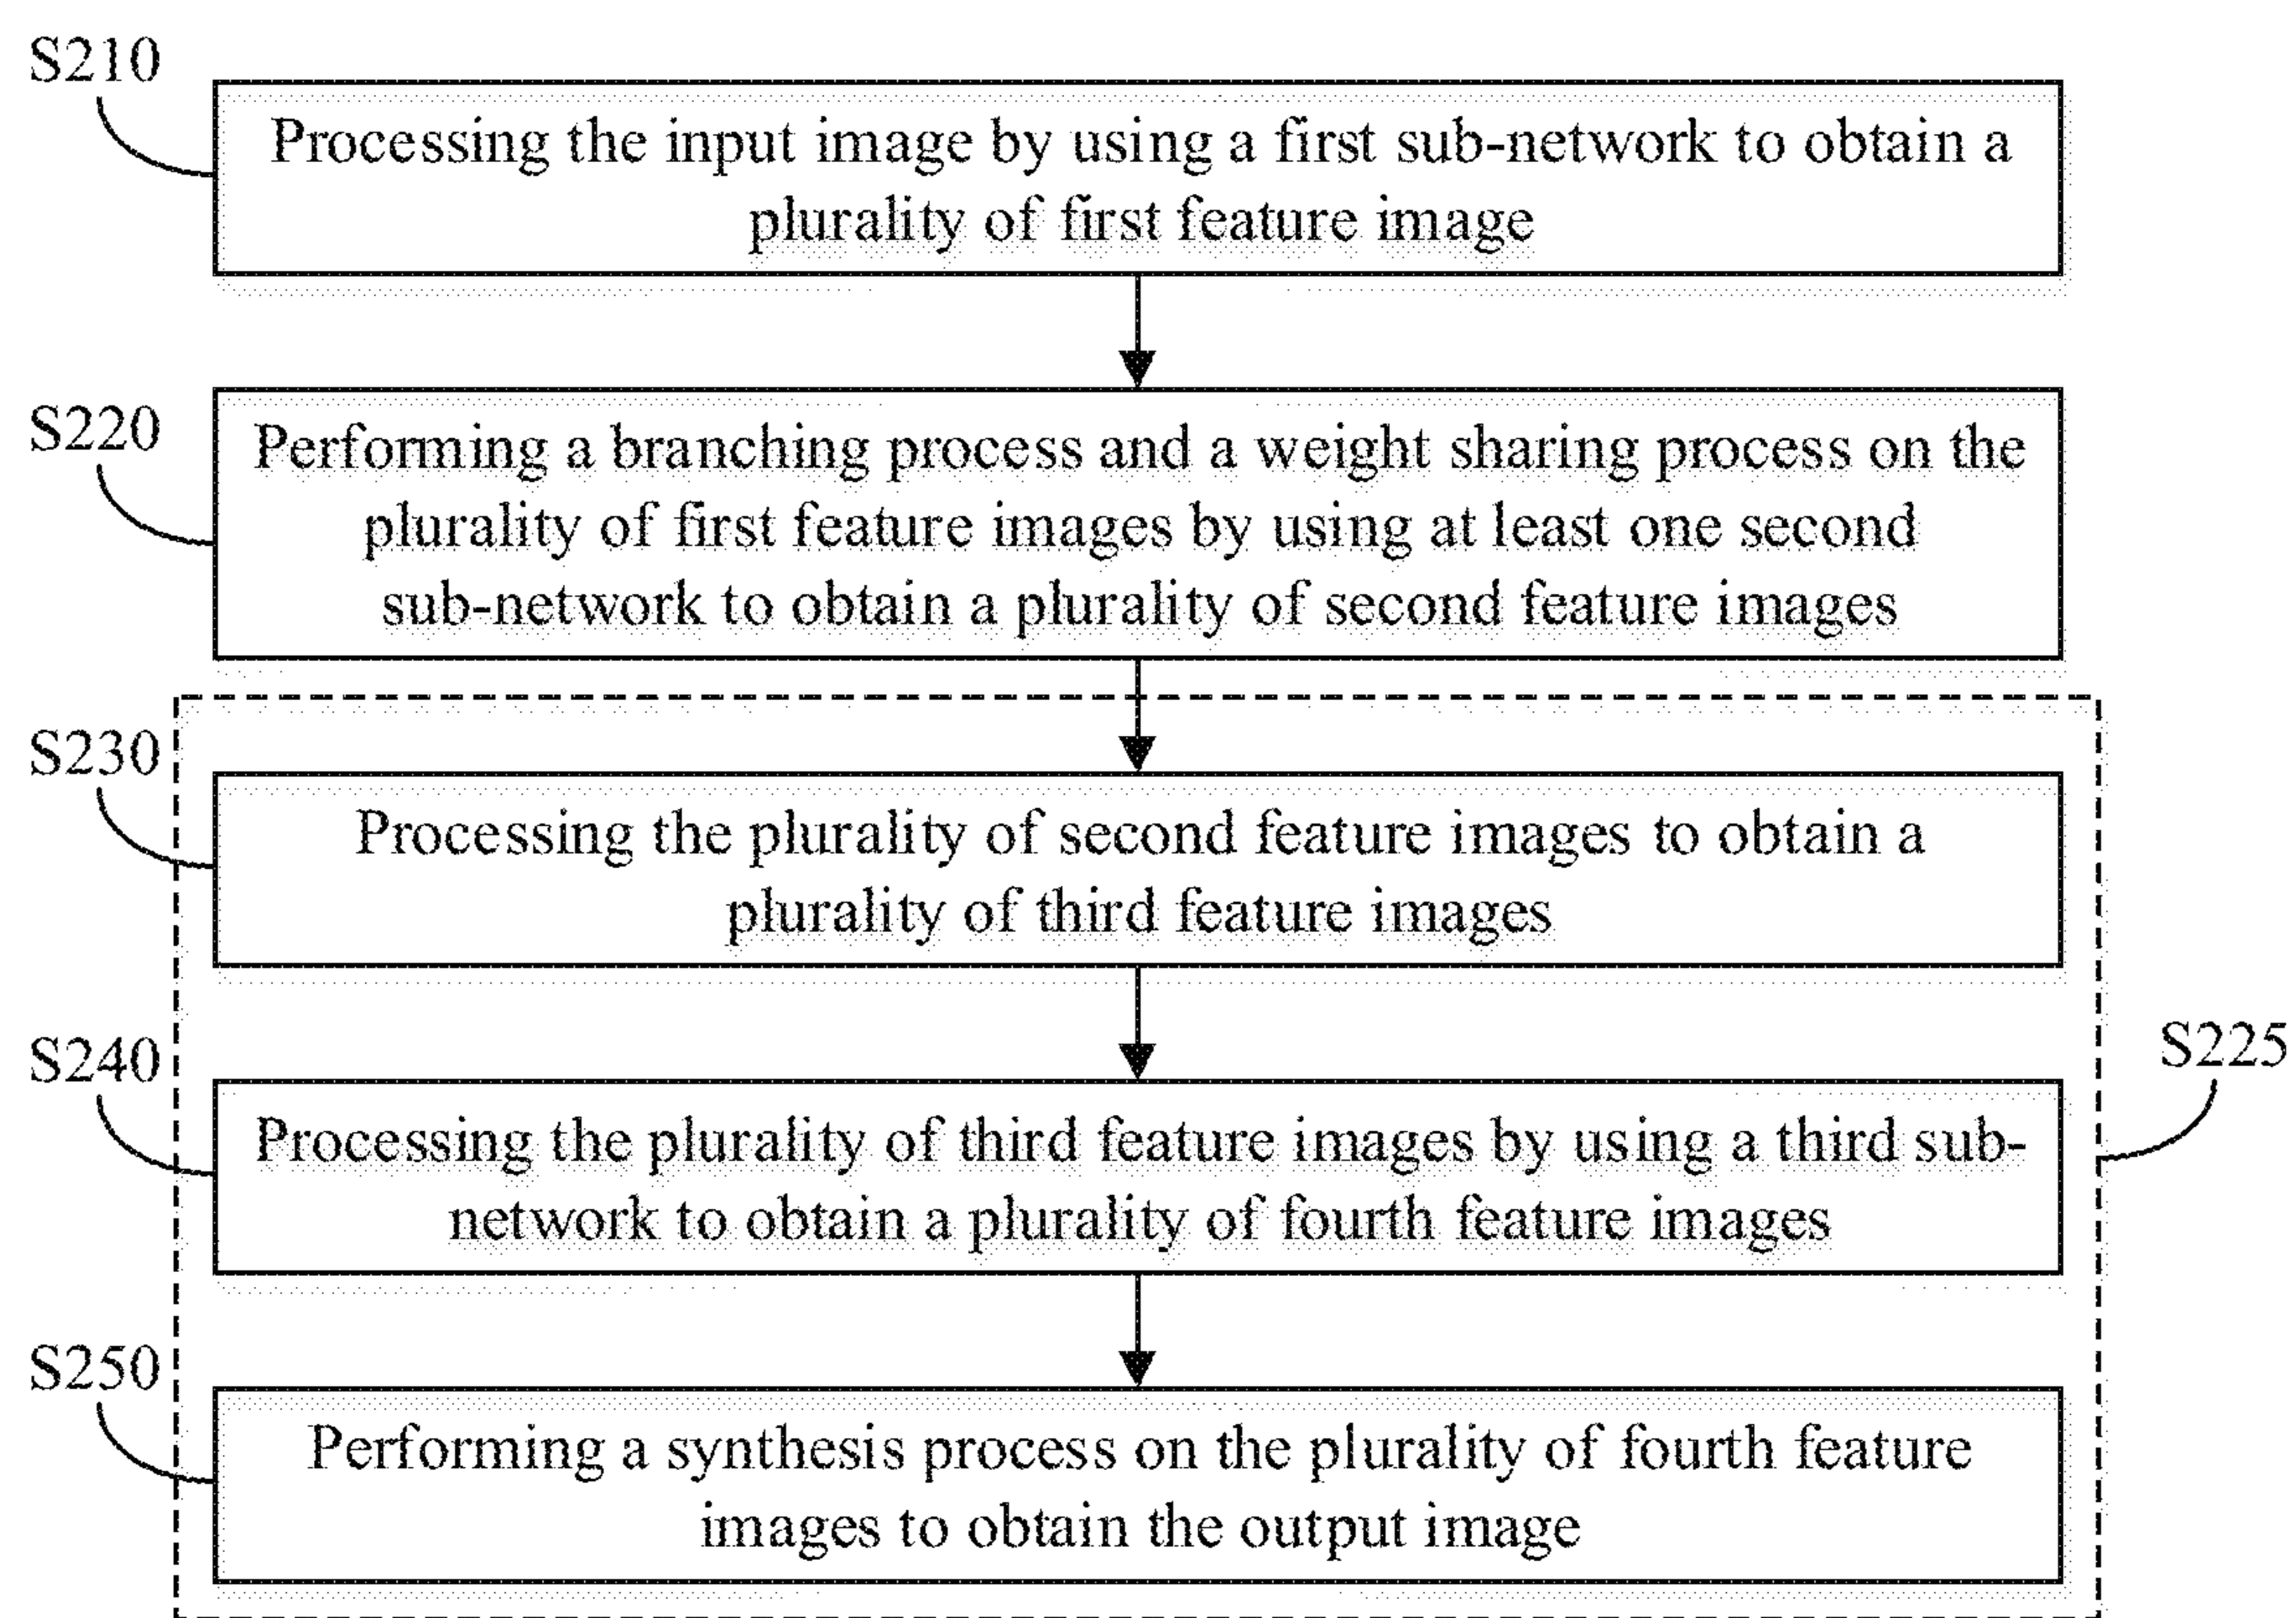 S210
Processing the input image by using a first sub-network to obtain a
plurality of first feature image
S220
Performing a branching process and a weight sharing process on the
plurality of first feature images by using at least one second
sub-network to obtain a plurality of second feature images
S230
Processing the plurality of second feature images to obtain a
plurality of third feature images
S240
Processing the plurality of third feature images by using a third sub-
network to obtain a plurality of fourth feature images
S225
S250
Performing a synthesis process on the plurality of fourth feature
images to obtain the output image